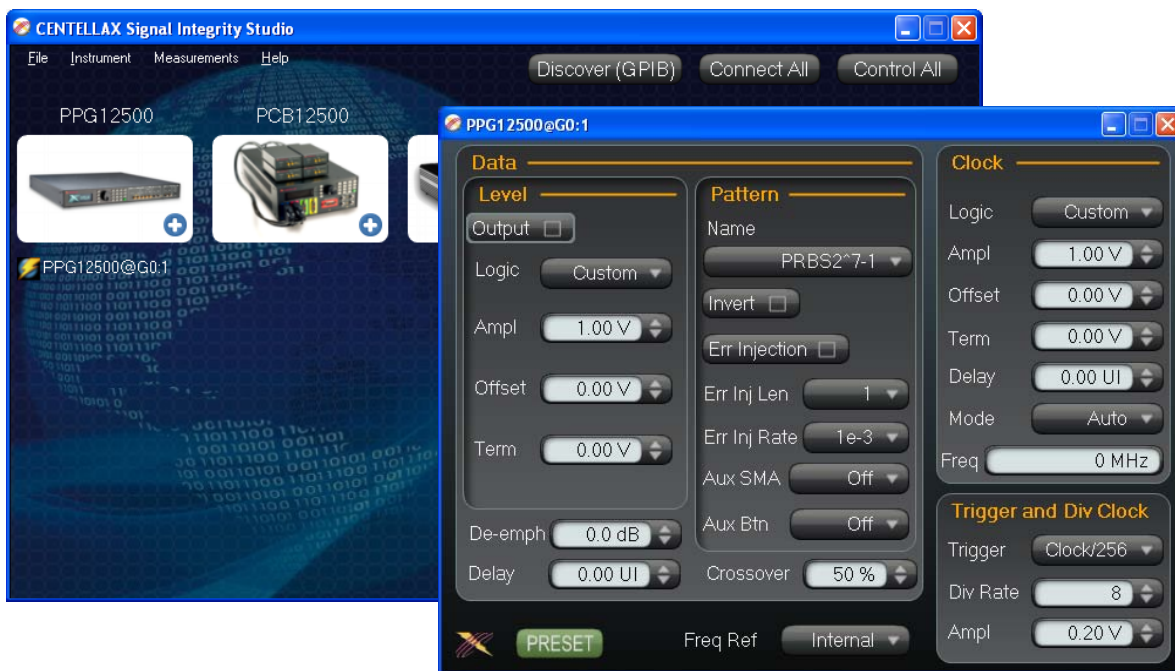 CENTELLAX Signal Integrity Studio
File Instrument Measurements Help
Discover (GPIB) Connect All Control All
PPG12500 PCB12500
PPG12500@G0:1
PPG12500@G0:1
Data
Level
Output
Logic Custom
Ampl 1.00 V
Offset 0.00 V
Term 0.00 V
De-emph 0.0 dB
Delay 0.00 UI
Pattern
Name
PRBS2^7-1
Invert
Err Injection
Err Inj Len 1
Err Inj Rate 1e-3
Aux SMA Off
Aux Btn Off
Crossover 50 %
Clock
Logic Custom
Ampl 1.00 V
Offset 0.00 V
Term 0.00 V
Delay 0.00 UI
Mode Auto
Freq 0 MHz
Trigger and Div Clock
Trigger Clock/256
Div Rate 8
Ampl 0.20 V
PRESET
Freq Ref Internal